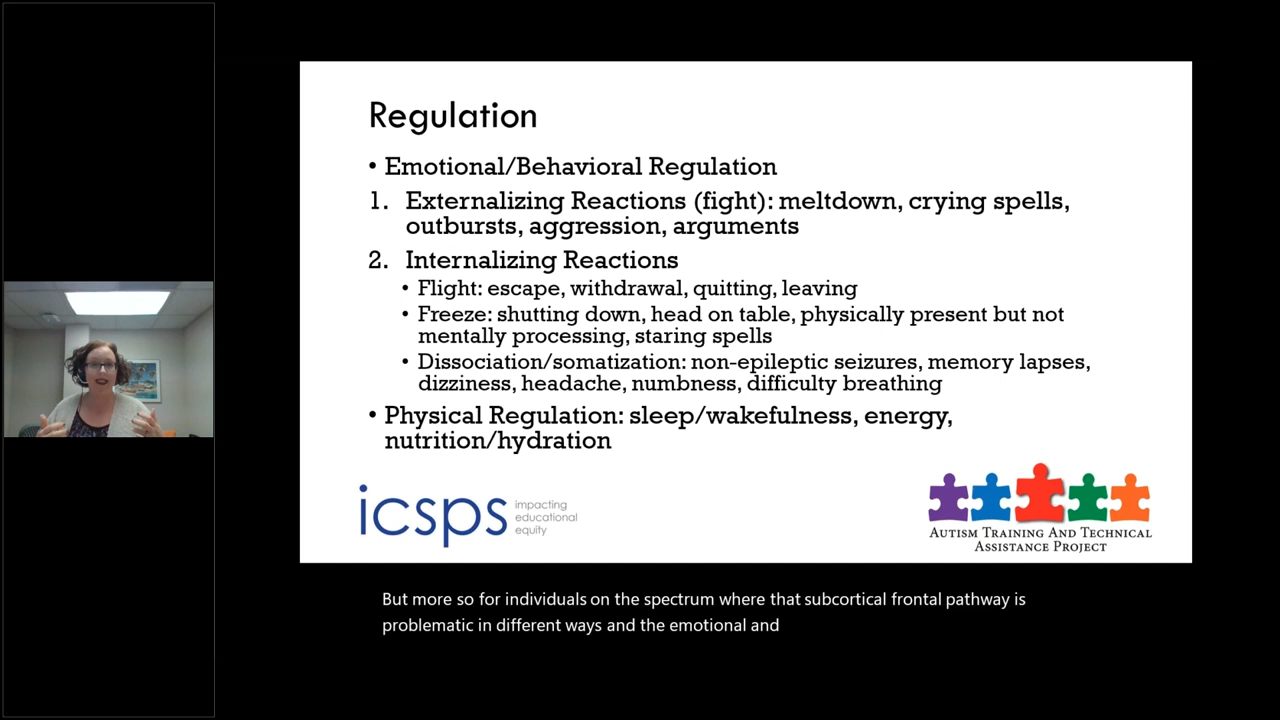 Regulation
• Emotional/Behavioral Regulation
1. Externalizing Reactions (fight): meltdown, crying spells,
outbursts, aggression, arguments
2. Internalizing Reactions
• Flight: escape, withdrawal, quitting, leaving
• Freeze: shutting down, head on table, physically present but not
mentally processing, staring spells
• Dissociation/somatization: non-epileptic seizures, memory lapses,
dizziness, headache, numbness, difficulty breathing
• Physical Regulation: sleep/wakefulness, energy,
nutrition/hydration
icsps
impacting
educational
equity
Autism Training And Technical
Assistance Project
But more so for individuals on the spectrum where that subcortical frontal pathway is
problematic in different ways and the emotional and